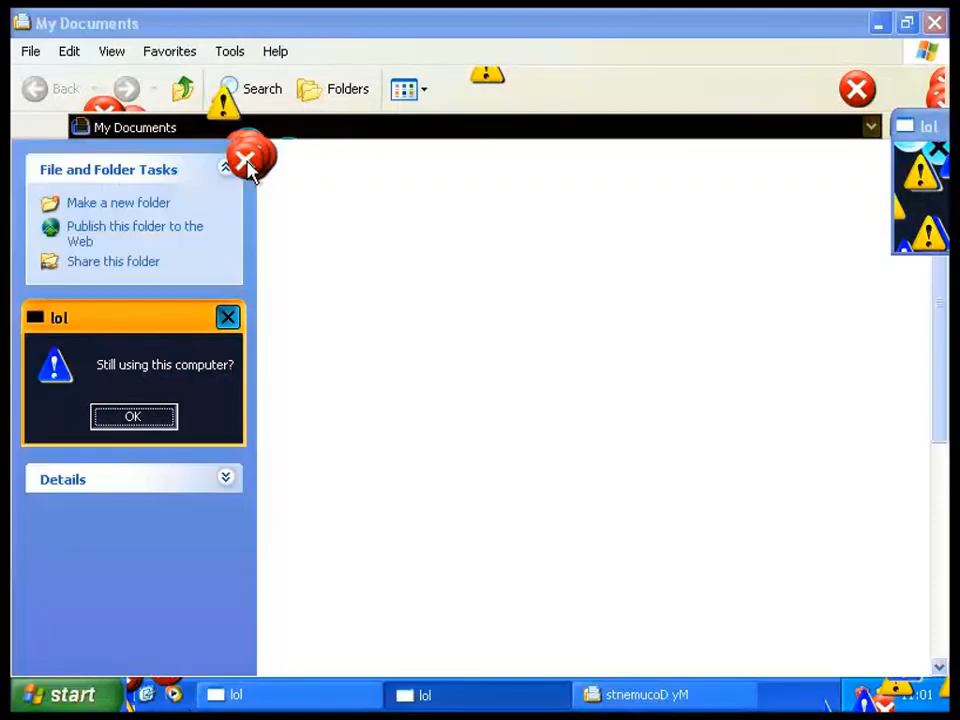 My Documents
File Edit View Favorites Tools Help
Back Search Folders
My Documents
lol
File and Folder Tasks
Make a new folder
Publish this folder to the
Web
Share this folder
lol
Still using this computer?
OK
Details
start lol lol stnemucoD yM 11:01